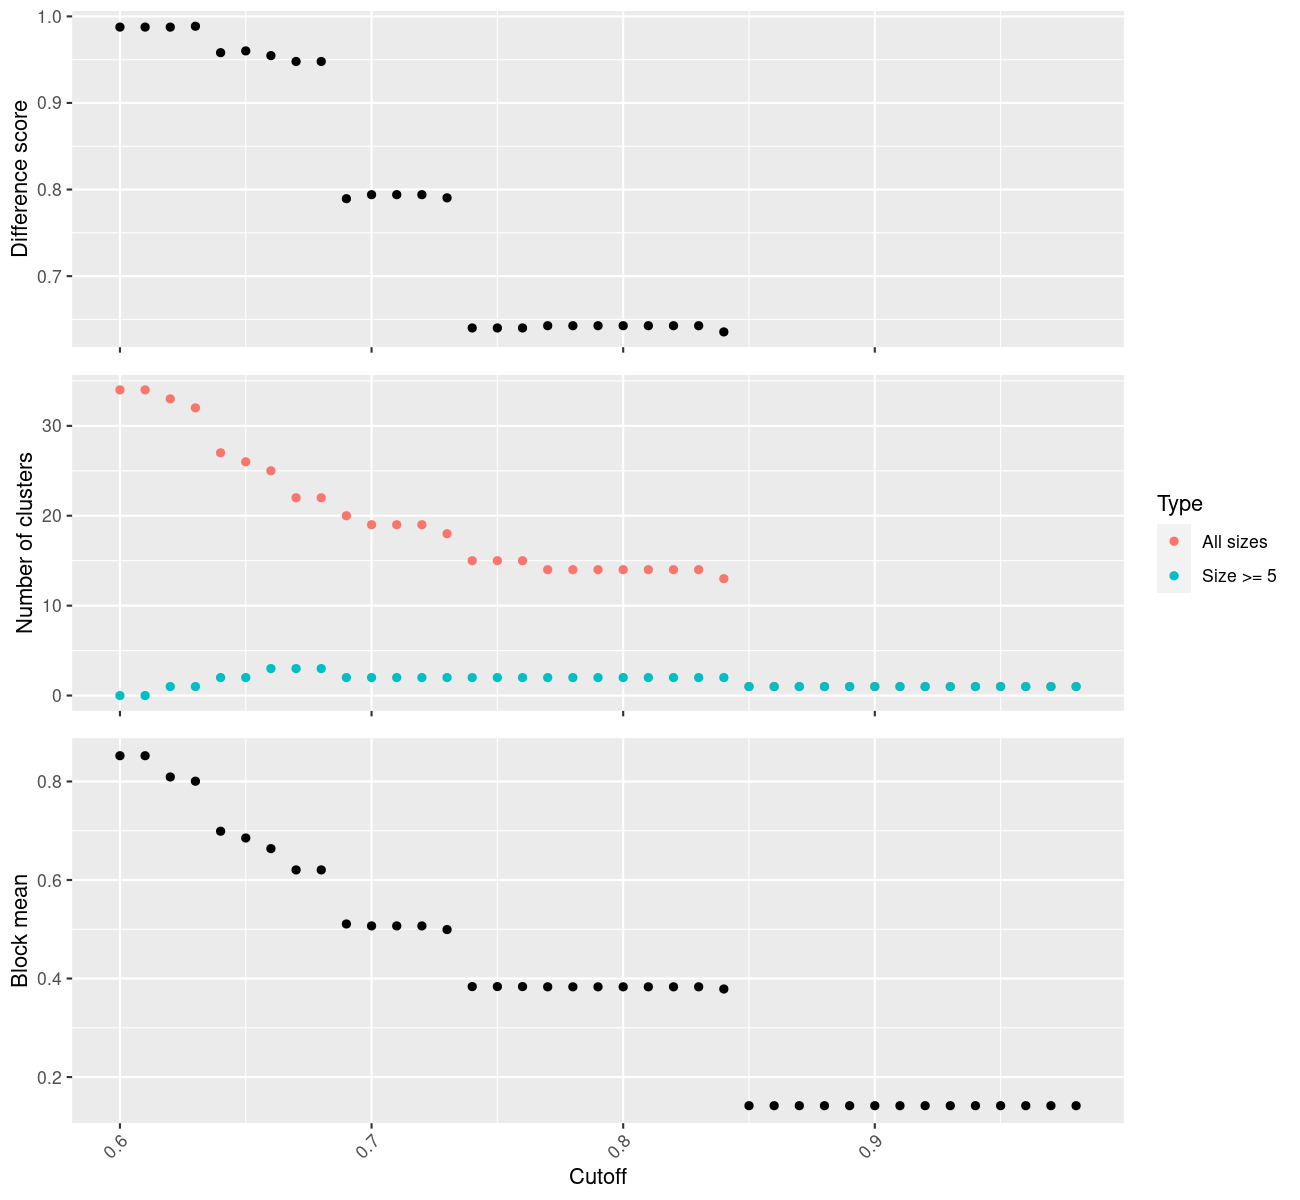 1.0
0.9
0.8
0.7
Difference score
30
20
10
0
Number of clusters
Type
All sizes
Size >= 5
0.8
0.6
0.4
0.2
Block mean
0.6
0.7
0.8
0.9
Cutoff